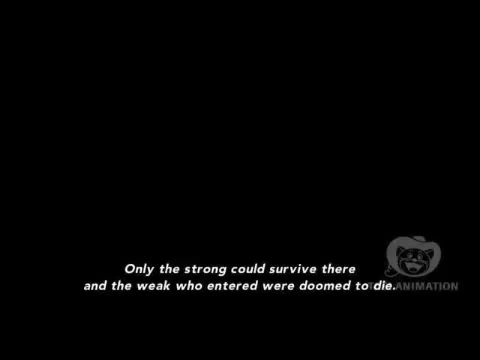 Only the strong could survive there
and the weak who entered were doomed to die.
ANIMATION